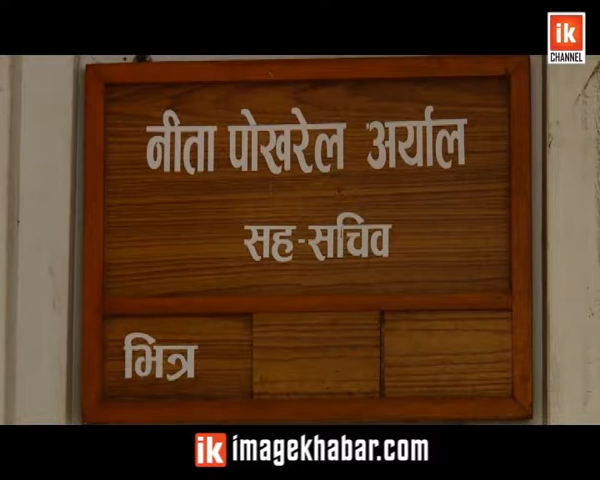 ik
CHANNEL
नीता पोखरेल अर्याल
सह-सचिव
भित्र
ik imagekhabar.com